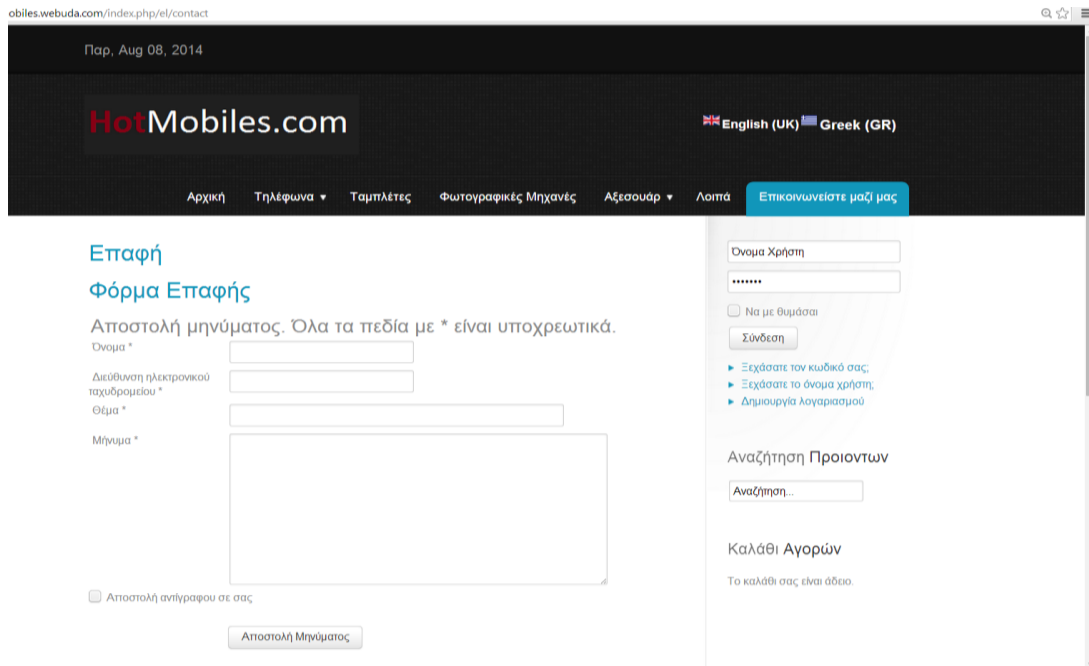 obiles.webuda.com/index.php/el/contact
Παρ, Aug 08, 2014
HotMobiles.com
English (UK) Greek (GR)
Αρχική Τηλέφωνα Ταμπλέτες Φωτογραφικές Μηχανές Αξεσουάρ Λοιπά Επικοινωνείστε μαζί μας
Επαφή
Φόρμα Επαφής
Αποστολή μηνύματος. Όλα τα πεδία με * είναι υποχρεωτικά.
Όνομα *
Διεύθυνση ηλεκτρονικού
ταχυδρομείου *
Θέμα *
Μήνυμα *
Αποστολή αντίγραφου σε σας
Αποστολή Μηνύματος
Όνομα Χρήστη
•••••••
Να με θυμάσαι
Σύνδεση
Ξεχάσατε τον κωδικό σας;
Ξεχάσατε το όνομα χρήστη;
Δημιουργία λογαριασμού
Αναζήτηση Προιοντων
Αναζήτηση...
Καλάθι Αγορών
Το καλάθι σας είναι άδειο.